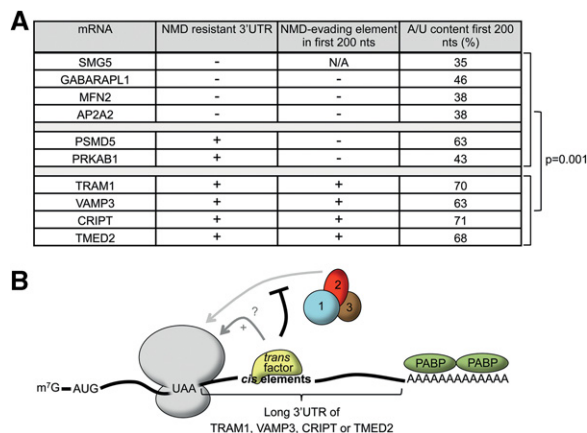 A
mRNA NMD resistant 3'UTR NMD-evading element in first 200 nts A/U content first 200 nts (%)
SMG5 - N/A 35
GABARAPL1 - - 46
MFN2 - - 38
AP2A2 - - 38
PSMD5 + - 63
PRKAB1 + - 43
TRAM1 + + 70
VAMP3 + + 63
CRIPT + + 71
TMED2 + + 68
p=0.001
B
?
+
1 2 3
trans
factor
cis elements
m7G AUG UAA
PABP PABP
AAAAAAAAAAAAA
Long 3'UTR of
TRAM1, VAMP3, CRIPT or TMED2